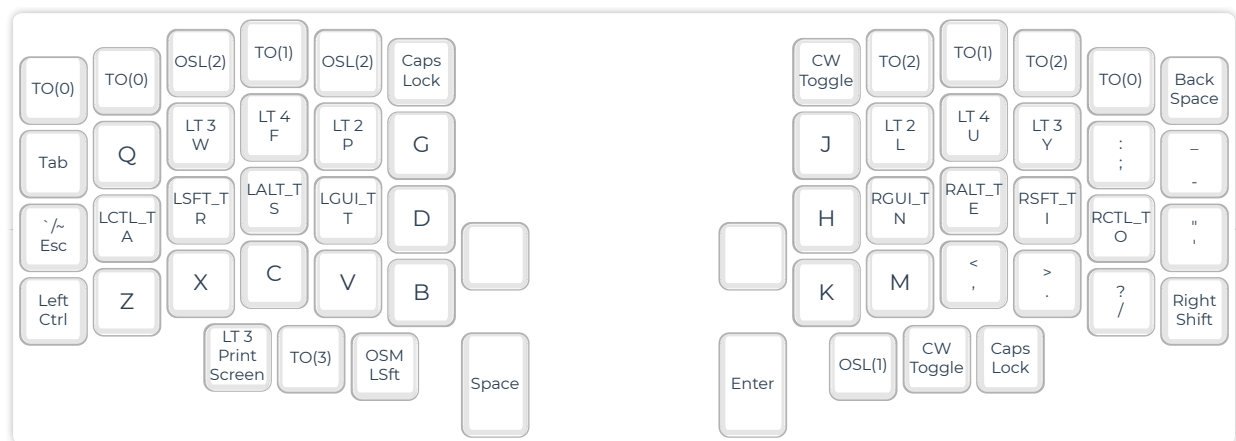 TO(0)
TO(0)
OSL(2)
TO(1)
OSL(2)
Caps
Lock
CW
Toggle
TO(2)
TO(1)
TO(2)
TO(0)
Back
Space
Tab
Q
LT 3
W
LT 4
F
LT 2
P
G
J
LT 2
L
LT 4
U
LT 3
Y
:
;
_
-
`/~
Esc
LCTL_T
A
LSFT_T
R
LALT_T
S
LGUI_T
T
D
H
RGUI_T
N
RALT_T
E
RSFT_T
I
RCTL_T
O
"
'
Left
Ctrl
Z
X
C
V
B
K
M
<
,
>
.
?
/
Right
Shift
LT 3
Print
Screen
TO(3)
OSM
LSft
Space
Enter
OSL(1)
CW
Toggle
Caps
Lock